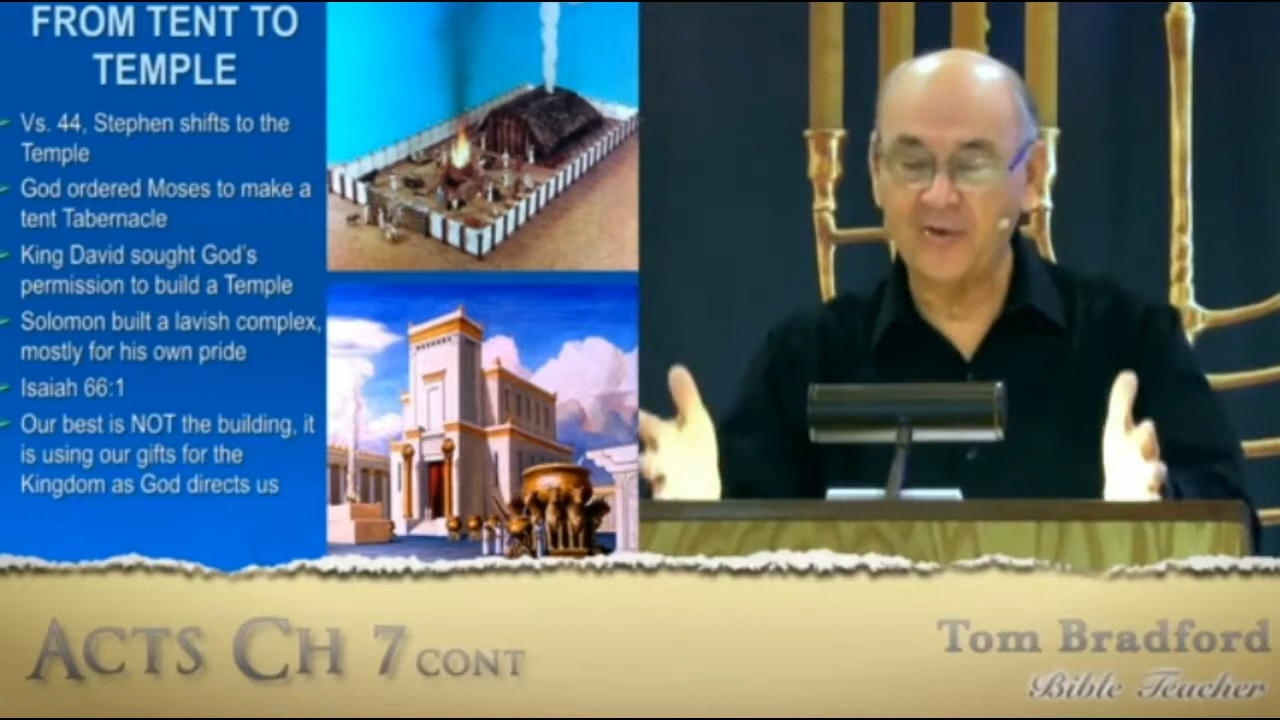 FROM TENT TO
TEMPLE
Vs. 44, Stephen shifts to the
Temple
God ordered Moses to make a
tent Tabernacle
King David sought God's
permission to build a Temple
Solomon built a lavish complex,
mostly for his own pride
Isaiah 66:1
Our best is NOT the building, it
is using our gifts for the
Kingdom as God directs us
ACTS CH 7 CONT
Tom Bradford
Bible Teacher